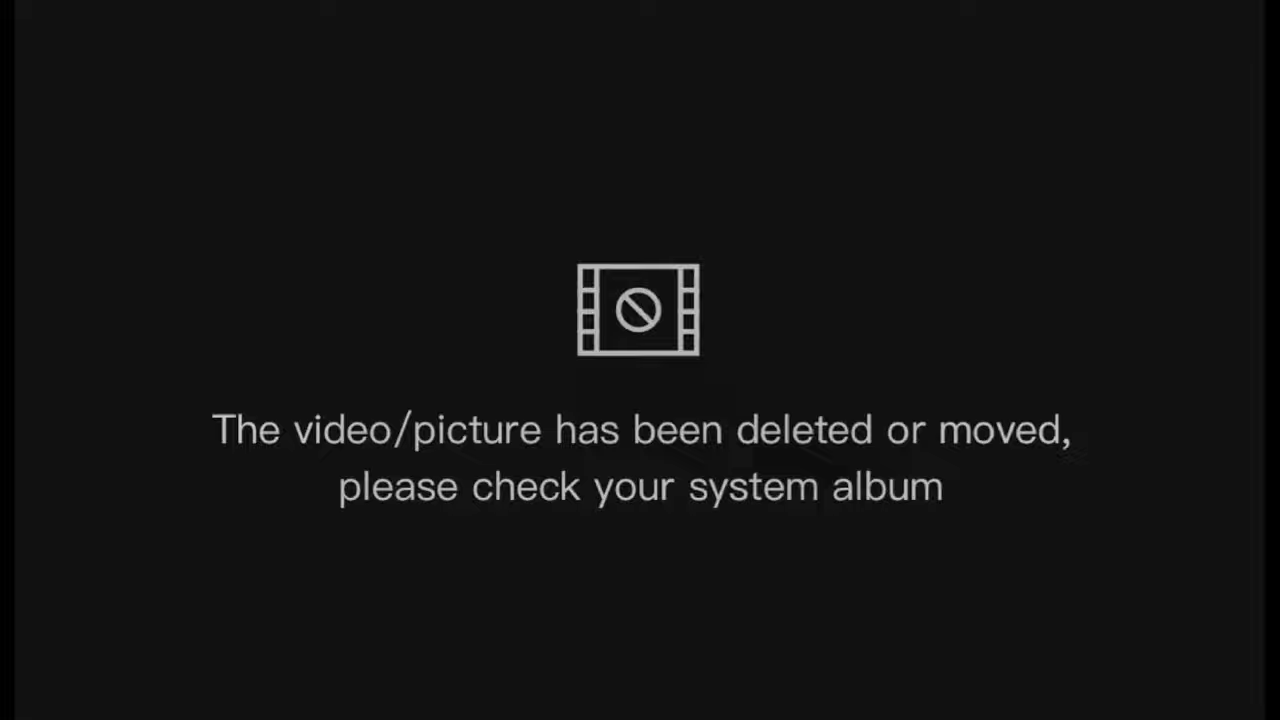 The video/picture has been deleted or moved,
please check your system album